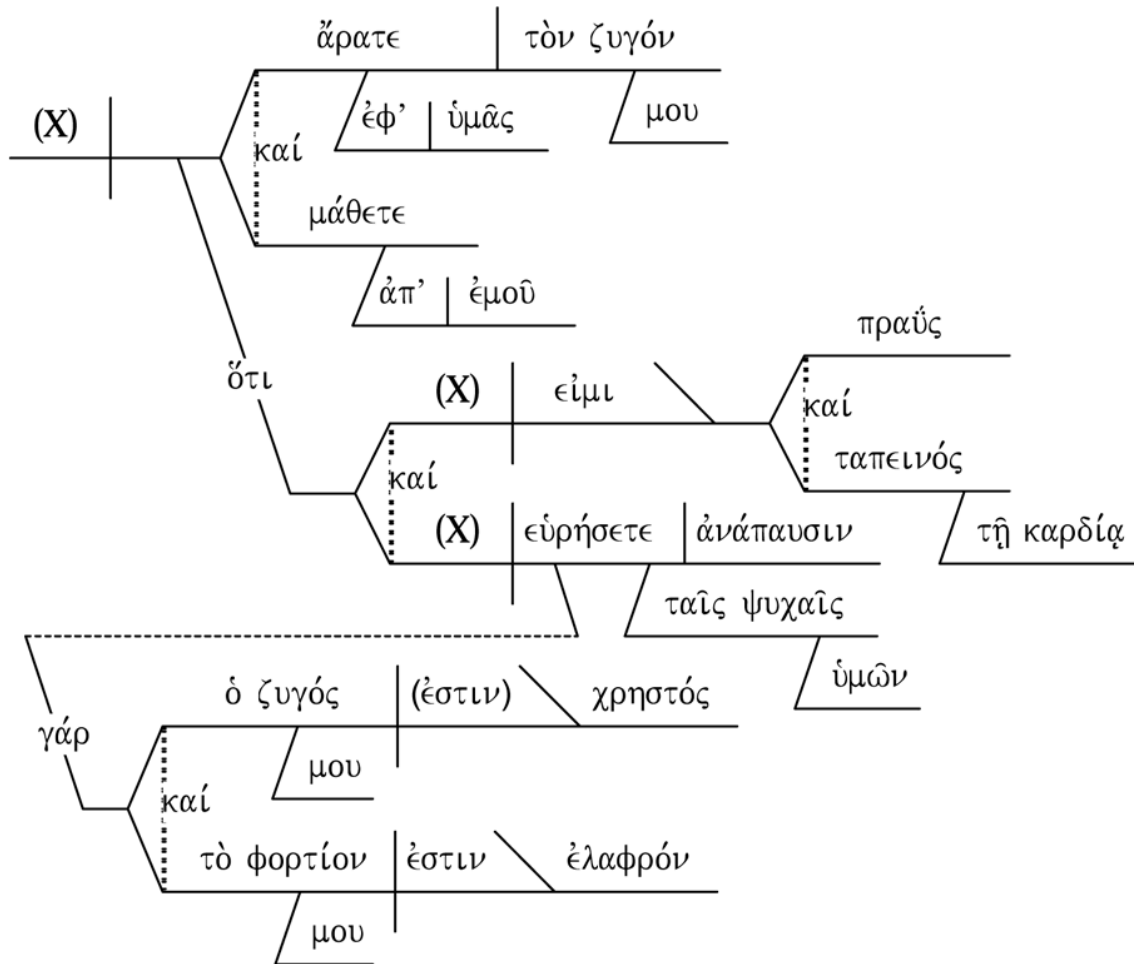 ἄρατε τὸν ζυγόν
(X)
ἐφ’ ὑμᾶς μου
καί
μάθετε
ἀπ’ ἐμοῦ
πραΰς
ὅτι
(X) εἰμι
καί
ταπεινός
καί
(X) εὑρήσετε ἀνάπαυσιν τῇ καρδίᾳ
ταῖς ψυχαῖς
ὑμῶν
ὁ ζυγός (ἐστιν) χρηστός
γάρ
μου
καί
τὸ φορτίον ἐστιν ἐλαφρόν
μου